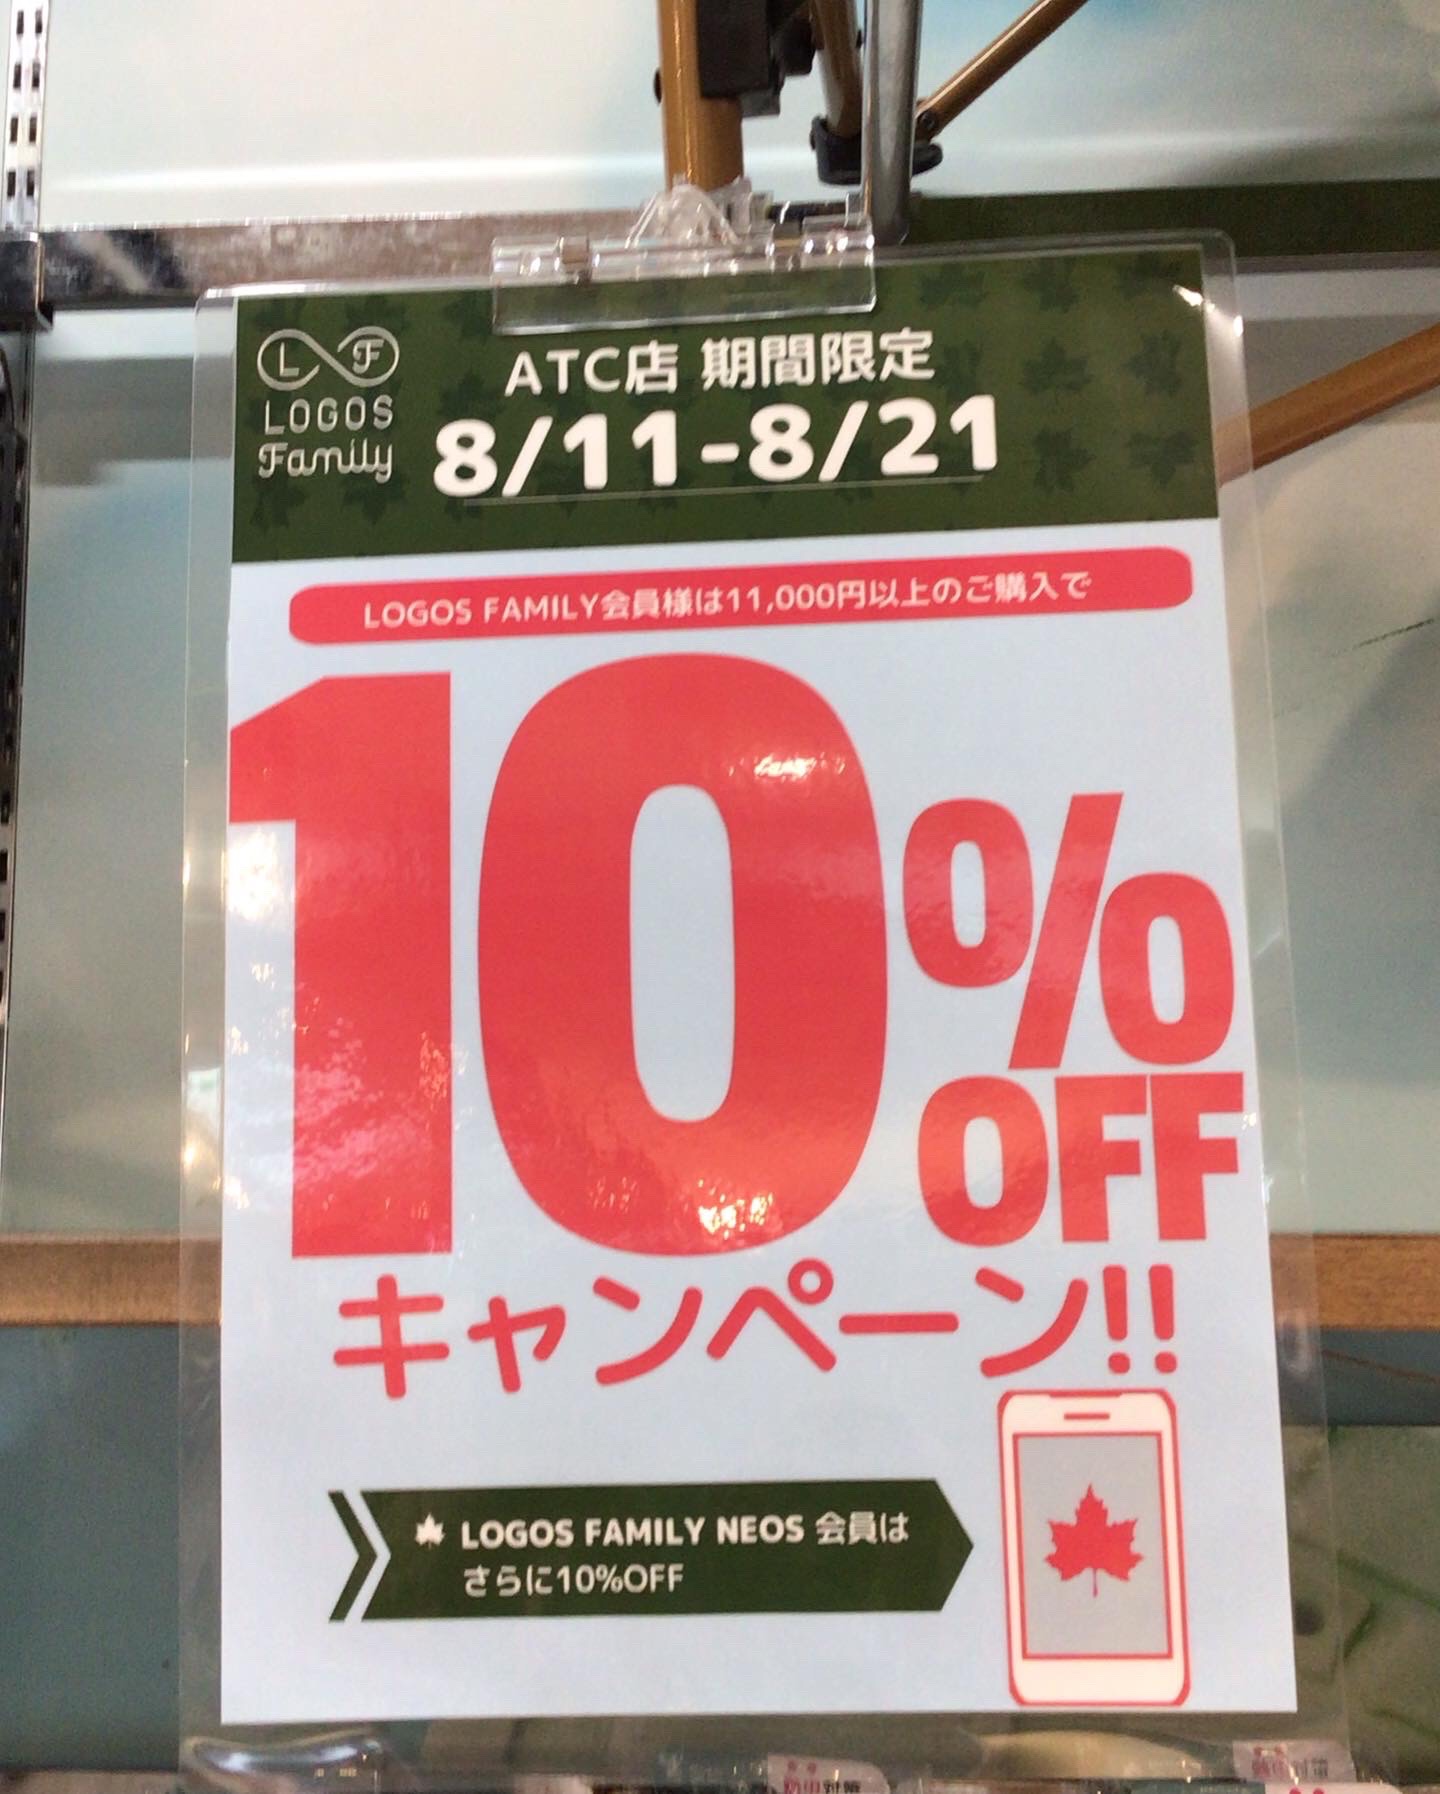 L F
LOGOS
Family
ATC店 期間限定
8/11-8/21
LOGOS FAMILY会員様は11,000円以上のご購入で
10%
OFF
キャンペーン!!
LOGOS FAMILY NEOS 会員は
さらに10%OFF